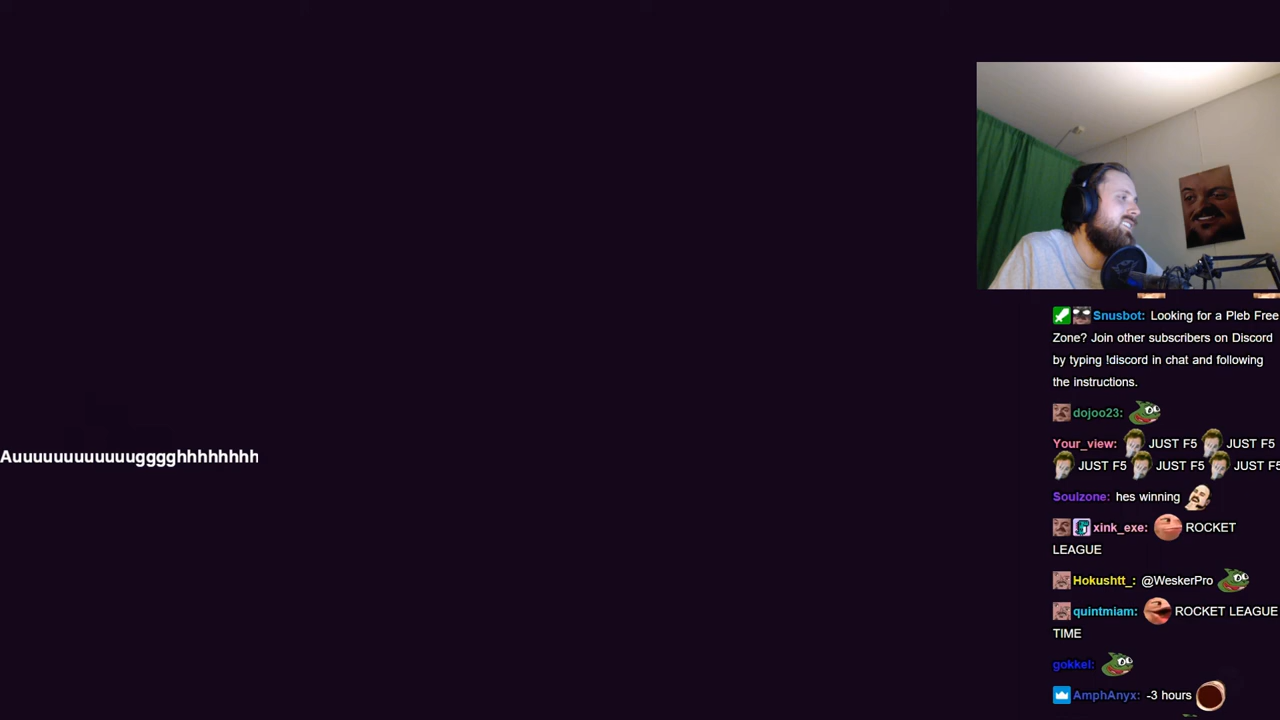 Auuuuuuuuuuuuggggghhhhhhhh
Snusbot: Looking for a Pleb Free
Zone? Join other subscribers on Discord
by typing !discord in chat and following
the instructions.
dojoo23:
Your_view: JUST F5 JUST F5
JUST F5 JUST F5 JUST F5
Soulzone: hes winning
xink_exe: ROCKET
LEAGUE
Hokushtt_: @WeskerPro
quintmiam: ROCKET LEAGUE
TIME
gokkel:
AmphAnyx: -3 hours